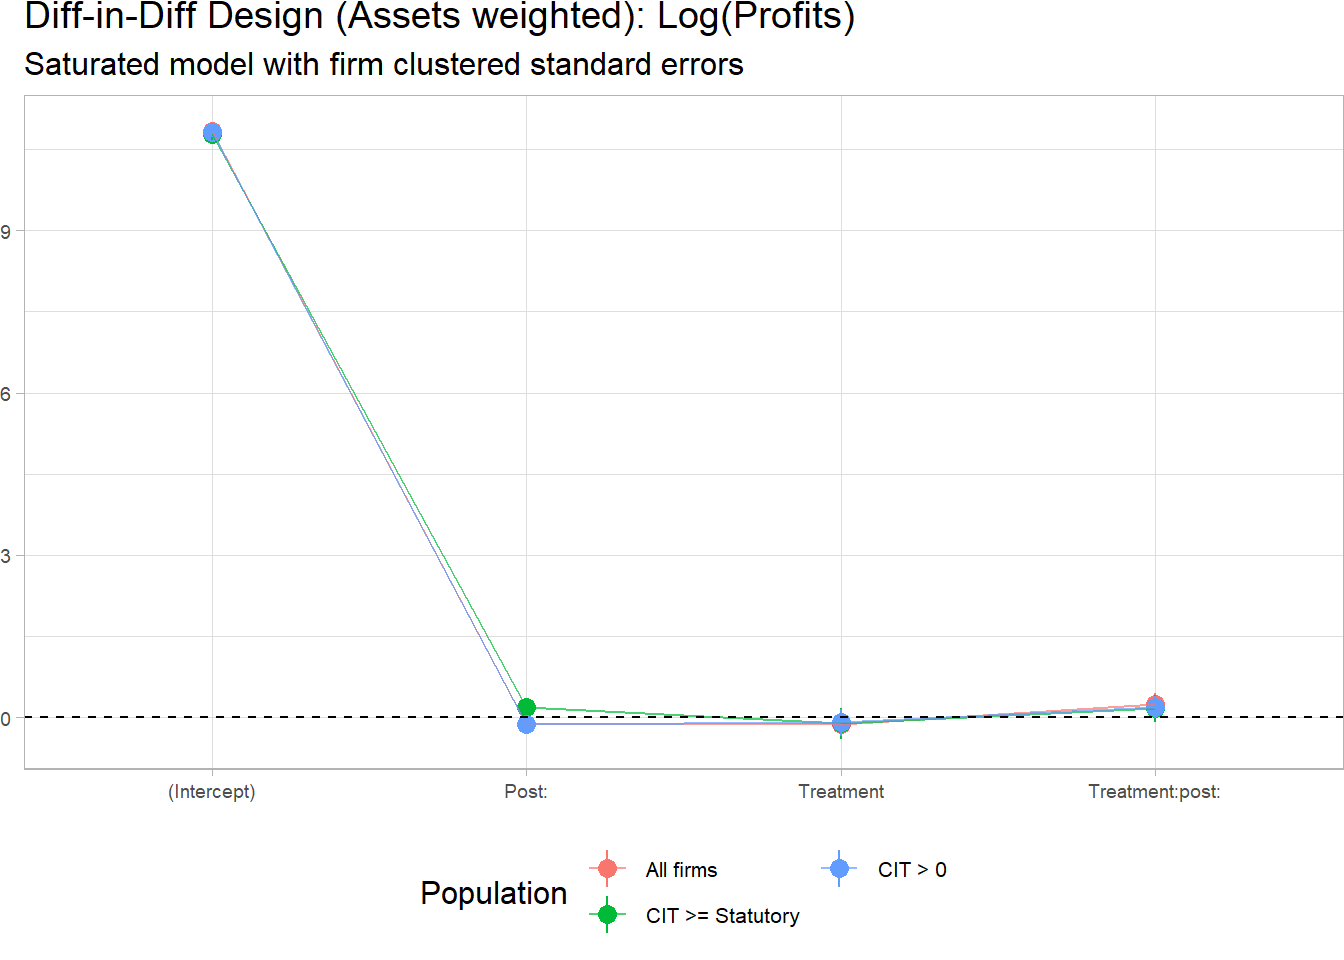 Diff-in-Diff Design (Assets weighted): Log(Profits)
Saturated model with firm clustered standard errors
9
6
3
0
(Intercept) Post: Treatment Treatment:post:
Population
All firms
CIT > 0
CIT >= Statutory